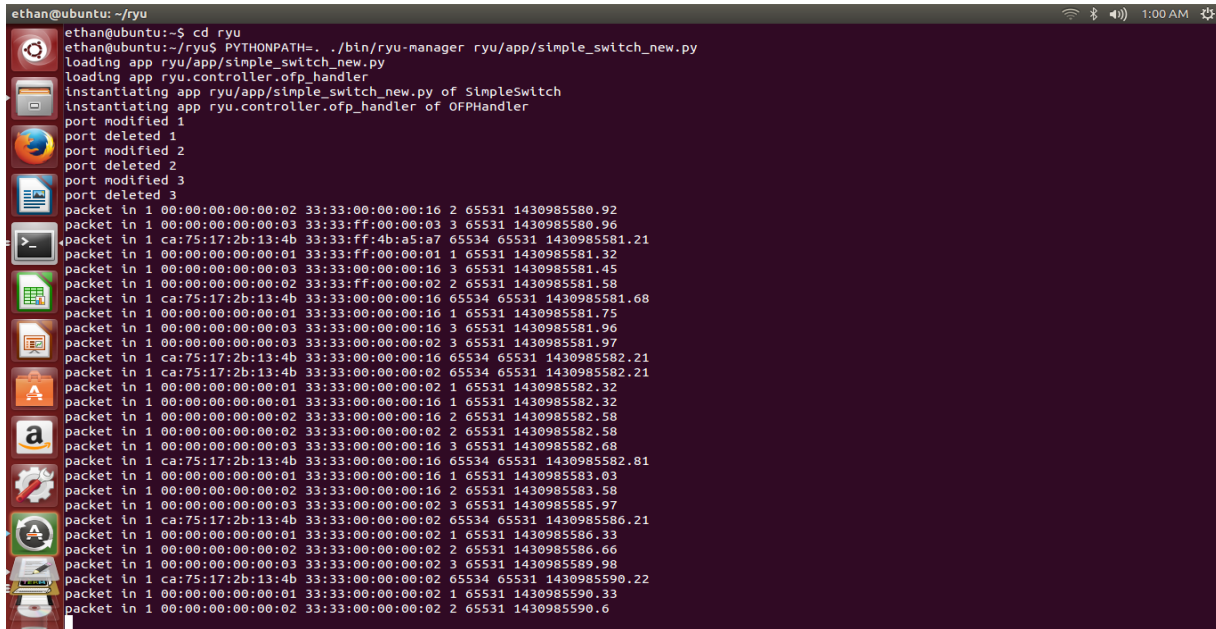 ethan@ubuntu: ~/ryu
1:00 AM
ethan@ubuntu:~$ cd ryu
ethan@ubuntu:~/ryu$ PYTHONPATH=. ./bin/ryu-manager ryu/app/simple_switch_new.py
loading app ryu/app/simple_switch_new.py
loading app ryu.controller.ofp_handler
instantiating app ryu/app/simple_switch_new.py of SimpleSwitch
instantiating app ryu.controller.ofp_handler of OFPHandler
port modified 1
port deleted 1
port modified 2
port deleted 2
port modified 3
port deleted 3
packet in 1 00:00:00:00:00:02 33:33:00:00:00:16 2 65531 1430985580.92
packet in 1 00:00:00:00:00:03 33:33:ff:00:00:03 3 65531 1430985580.96
packet in 1 ca:75:17:2b:13:4b 33:33:ff:4b:a5:a7 65534 65531 1430985581.21
packet in 1 00:00:00:00:00:01 33:33:ff:00:00:01 1 65531 1430985581.32
packet in 1 00:00:00:00:00:03 33:33:00:00:00:16 3 65531 1430985581.45
packet in 1 00:00:00:00:00:02 33:33:ff:00:00:02 2 65531 1430985581.58
packet in 1 ca:75:17:2b:13:4b 33:33:00:00:00:16 65534 65531 1430985581.68
packet in 1 00:00:00:00:00:01 33:33:00:00:00:16 1 65531 1430985581.75
packet in 1 00:00:00:00:00:03 33:33:00:00:00:16 3 65531 1430985581.96
packet in 1 00:00:00:00:00:03 33:33:00:00:00:02 3 65531 1430985581.97
packet in 1 ca:75:17:2b:13:4b 33:33:00:00:00:16 65534 65531 1430985582.21
packet in 1 ca:75:17:2b:13:4b 33:33:00:00:00:02 65534 65531 1430985582.21
packet in 1 00:00:00:00:00:01 33:33:00:00:00:02 1 65531 1430985582.32
packet in 1 00:00:00:00:00:01 33:33:00:00:00:16 1 65531 1430985582.32
packet in 1 00:00:00:00:00:02 33:33:00:00:00:16 2 65531 1430985582.58
packet in 1 00:00:00:00:00:02 33:33:00:00:00:02 2 65531 1430985582.58
packet in 1 00:00:00:00:00:03 33:33:00:00:00:16 3 65531 1430985582.68
packet in 1 ca:75:17:2b:13:4b 33:33:00:00:00:16 65534 65531 1430985582.81
packet in 1 00:00:00:00:00:01 33:33:00:00:00:16 1 65531 1430985583.03
packet in 1 00:00:00:00:00:02 33:33:00:00:00:16 2 65531 1430985583.58
packet in 1 00:00:00:00:00:03 33:33:00:00:00:02 3 65531 1430985585.97
packet in 1 ca:75:17:2b:13:4b 33:33:00:00:00:02 65534 65531 1430985586.21
packet in 1 00:00:00:00:00:01 33:33:00:00:00:02 1 65531 1430985586.33
packet in 1 00:00:00:00:00:02 33:33:00:00:00:02 2 65531 1430985586.66
packet in 1 00:00:00:00:00:03 33:33:00:00:00:02 3 65531 1430985589.98
packet in 1 ca:75:17:2b:13:4b 33:33:00:00:00:02 65534 65531 1430985590.22
packet in 1 00:00:00:00:00:01 33:33:00:00:00:02 1 65531 1430985590.33
packet in 1 00:00:00:00:00:02 33:33:00:00:00:02 2 65531 1430985590.6